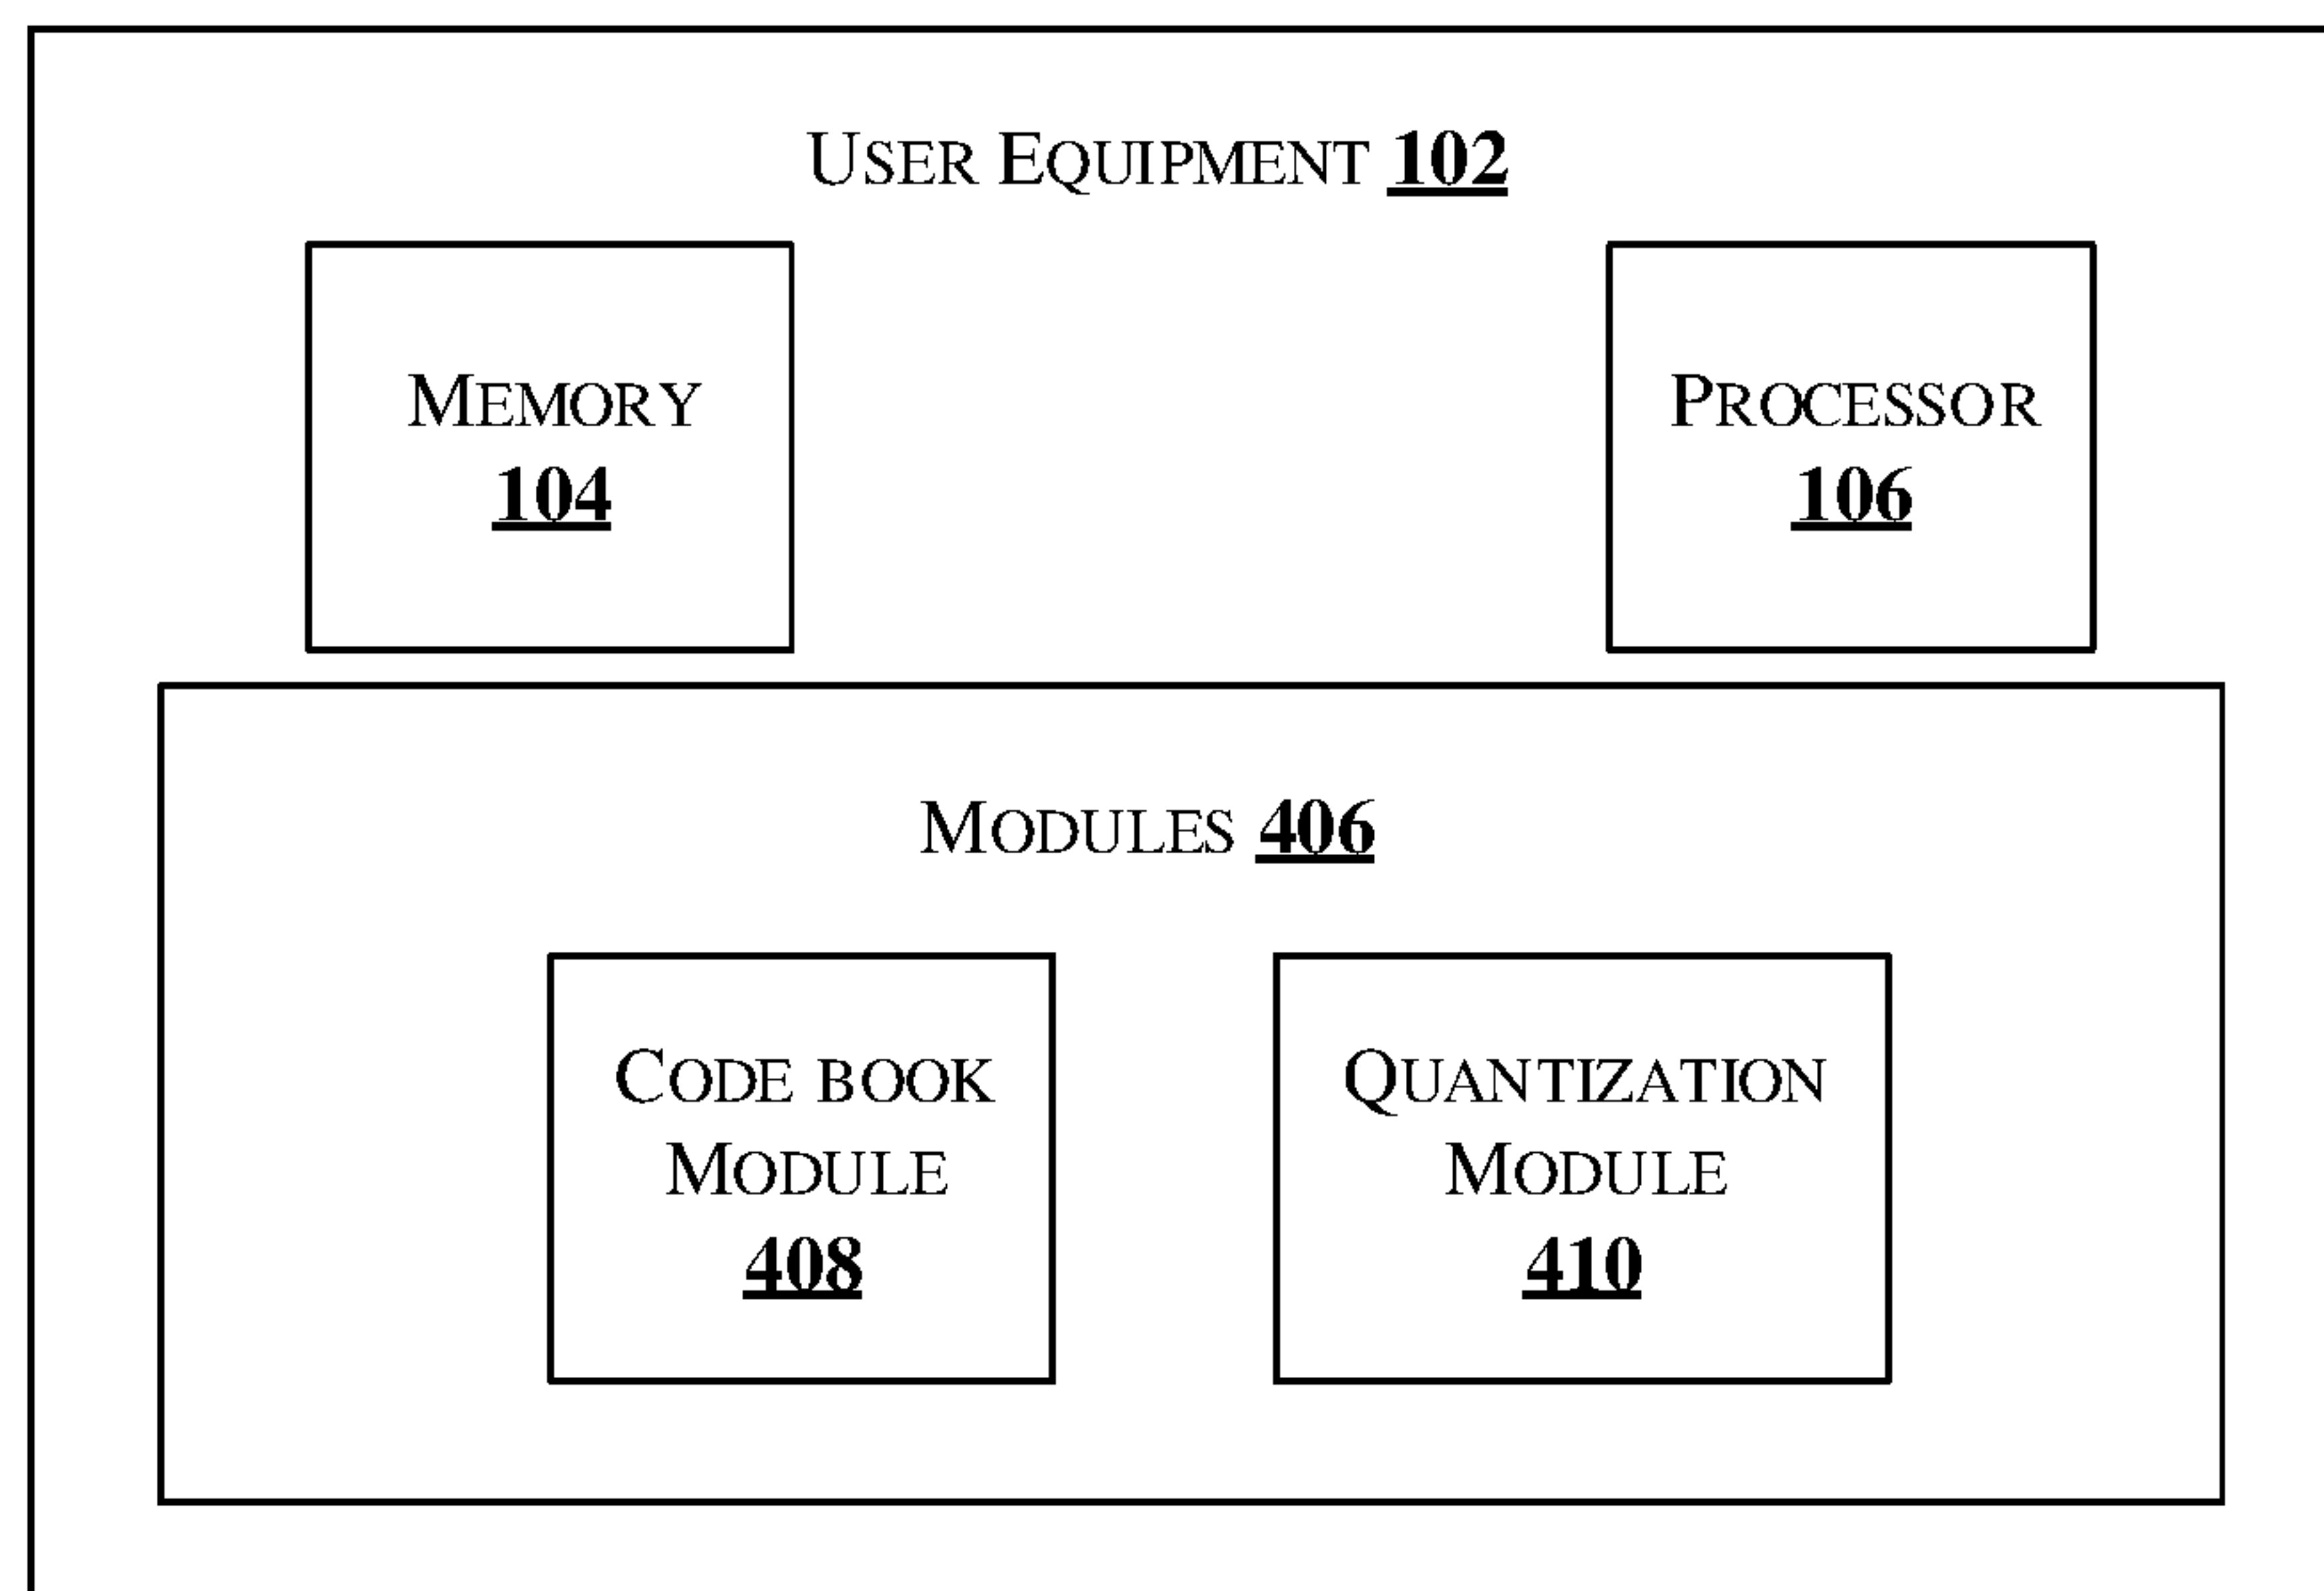 USER EQUIPMENT 102
MEMORY
104
PROCESSOR
106
MODULES 406
CODE BOOK
MODULE
408
QUANTIZATION
MODULE
410